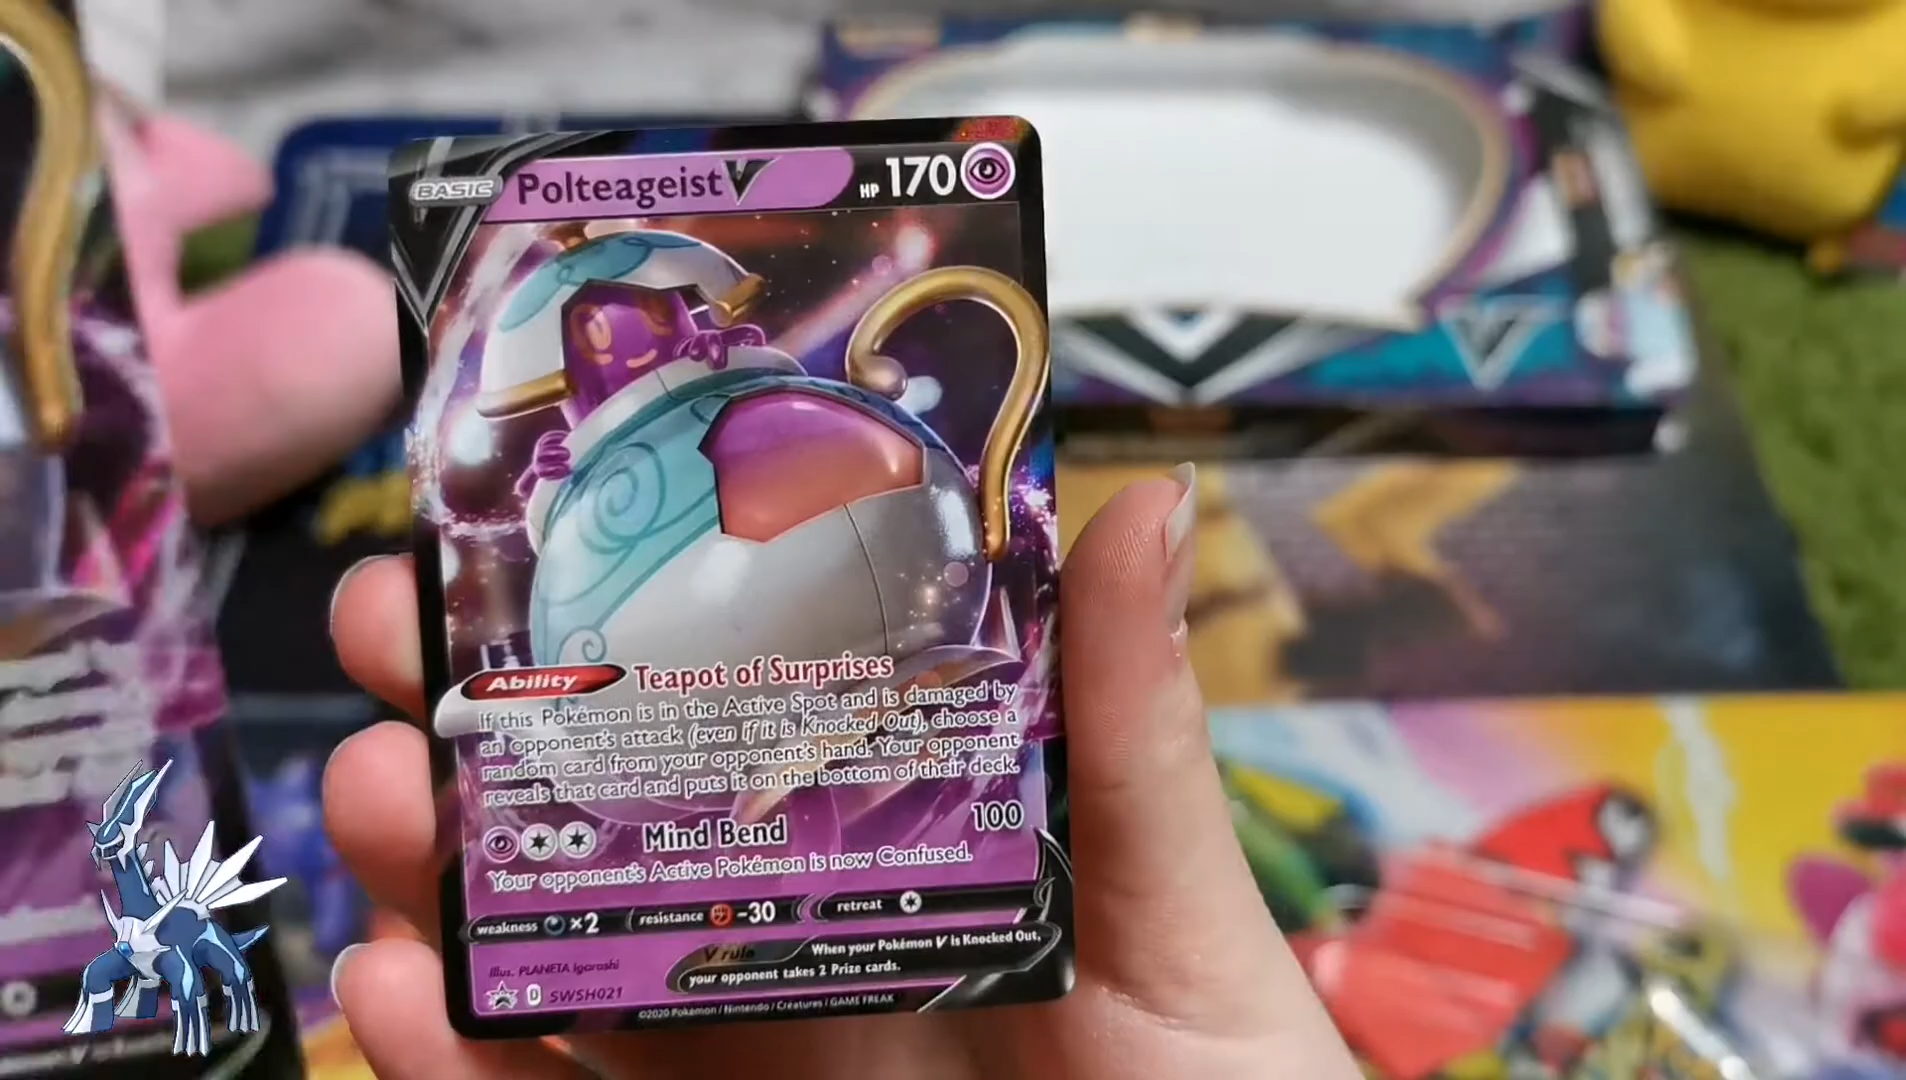 BASIC Polteageist V HP 170
Ability Teapot of Surprises
If this Pokémon is in the Active Spot and is damaged by
an opponent's attack (even if it is Knocked Out), choose a
random card from your opponent's hand. Your opponent
reveals that card and puts it on the bottom of their deck.
Mind Bend 100
Your opponent's Active Pokémon is now Confused.
weakness ×2 resistance -30 retreat
V rule When your Pokémon V is Knocked Out,
your opponent takes 2 Prize cards.
Illus. PLANETA Igarashi
D SWSH021
©2020 Pokémon / Nintendo / Creatures / GAME FREAK